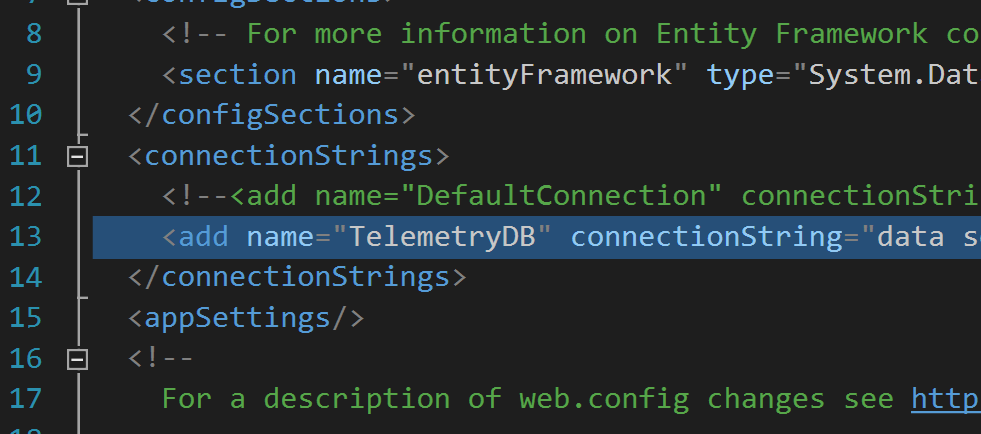 <configSections>
8 <!-- For more information on Entity Framework co
9 <section name="entityFramework" type="System.Dat
10 </configSections>
11 <connectionStrings>
12 <!--<add name="DefaultConnection" connectionStri
13 <add name="TelemetryDB" connectionString="data s
14 </connectionStrings>
15 <appSettings/>
16 <!--
17 For a description of web.config changes see http
18